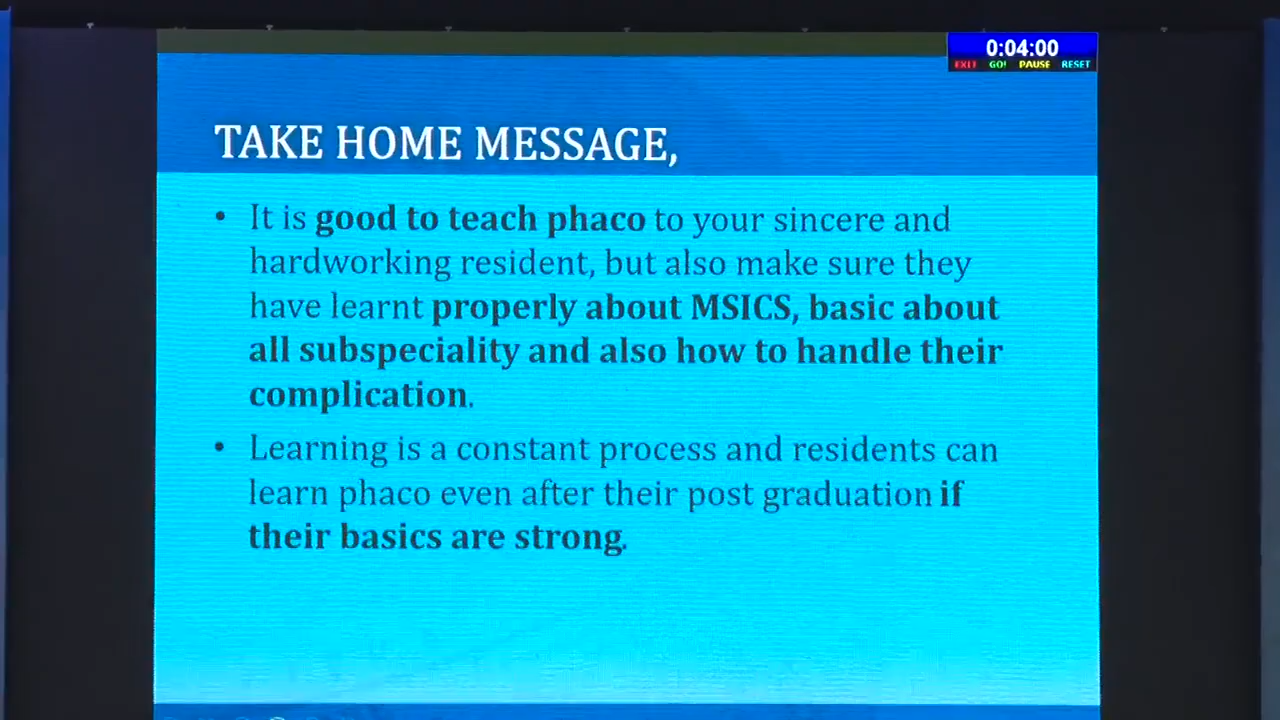 0:04:00
EXIT GO! PAUSE RESET
TAKE HOME MESSAGE,
• It is good to teach phaco to your sincere and
hardworking resident, but also make sure they
have learnt properly about MSICS, basic about
all subspeciality and also how to handle their
complication.
• Learning is a constant process and residents can
learn phaco even after their post graduation if
their basics are strong.